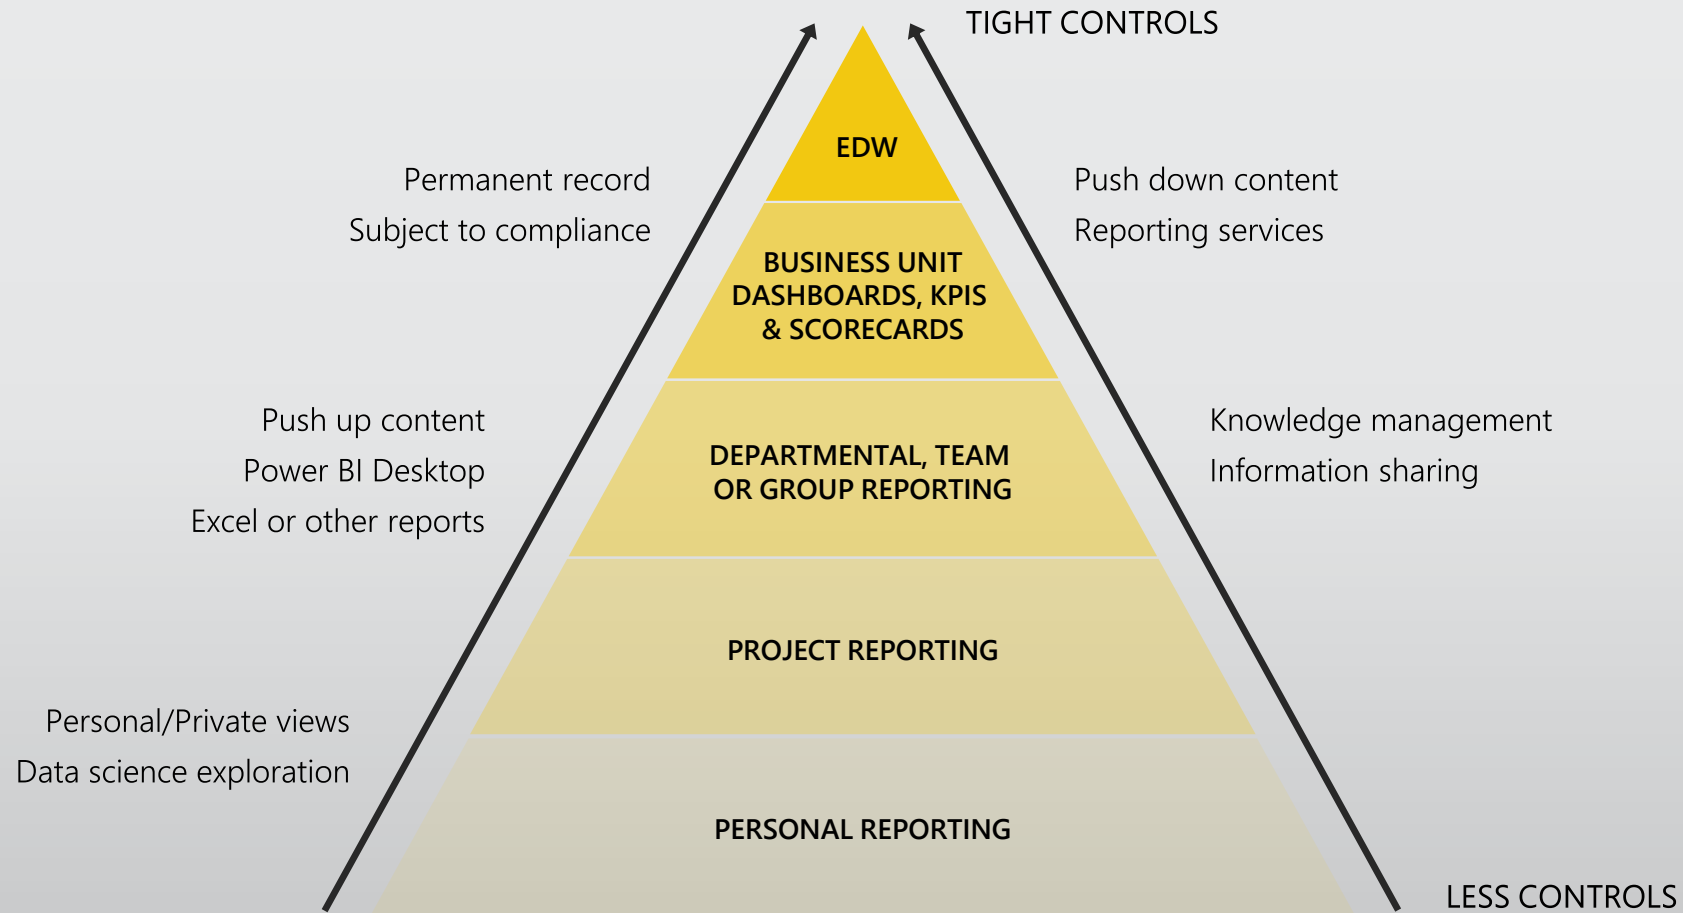 TIGHT CONTROLS
EDW
Permanent record
Subject to compliance
Push down content
Reporting services
BUSINESS UNIT
DASHBOARDS, KPIS
& SCORECARDS
Push up content
Power BI Desktop
Excel or other reports
DEPARTMENTAL, TEAM
OR GROUP REPORTING
Knowledge management
Information sharing
PROJECT REPORTING
Personal/Private views
Data science exploration
PERSONAL REPORTING
LESS CONTROLS